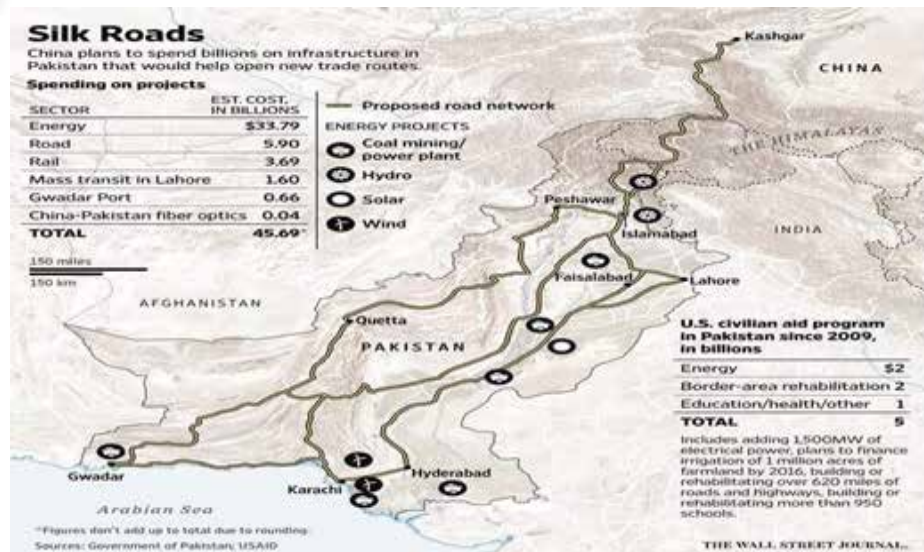 Silk Roads
China plans to spend billions on infrastructure in
Pakistan that would help open new trade routes.
Spending on projects
SECTOR EST. COST, IN BILLIONS
Energy $33.79
Road 5.90
Rail 3.69
Mass transit in Lahore 1.60
Gwadar Port 0.66
China-Pakistan fiber optics 0.04
TOTAL 45.69*
150 miles
150 km
Proposed road network
ENERGY PROJECTS
Coal mining/
power plant
Hydro
Solar
Wind
Kashgar
CHINA
THE HIMALAYAS
Peshawar
Islamabad
INDIA
Faisalabad
Lahore
AFGHANISTAN
Quetta
PAKISTAN
Gwadar
Karachi
Hyderabad
Arabian Sea
U.S. civilian aid program
in Pakistan since 2009,
in billions
Energy $2
Border-area rehabilitation 2
Education/health/other 1
TOTAL 5
Includes adding 1,500MW of
electrical power, plans to finance
irrigation of 1 million acres of
farmland by 2016, building or
rehabilitating over 620 miles of
roads and highways, building or
rehabilitating more than 950
schools.
*Figures don't add up to total due to rounding.
Sources: Government of Pakistan; USAID
THE WALL STREET JOURNAL.